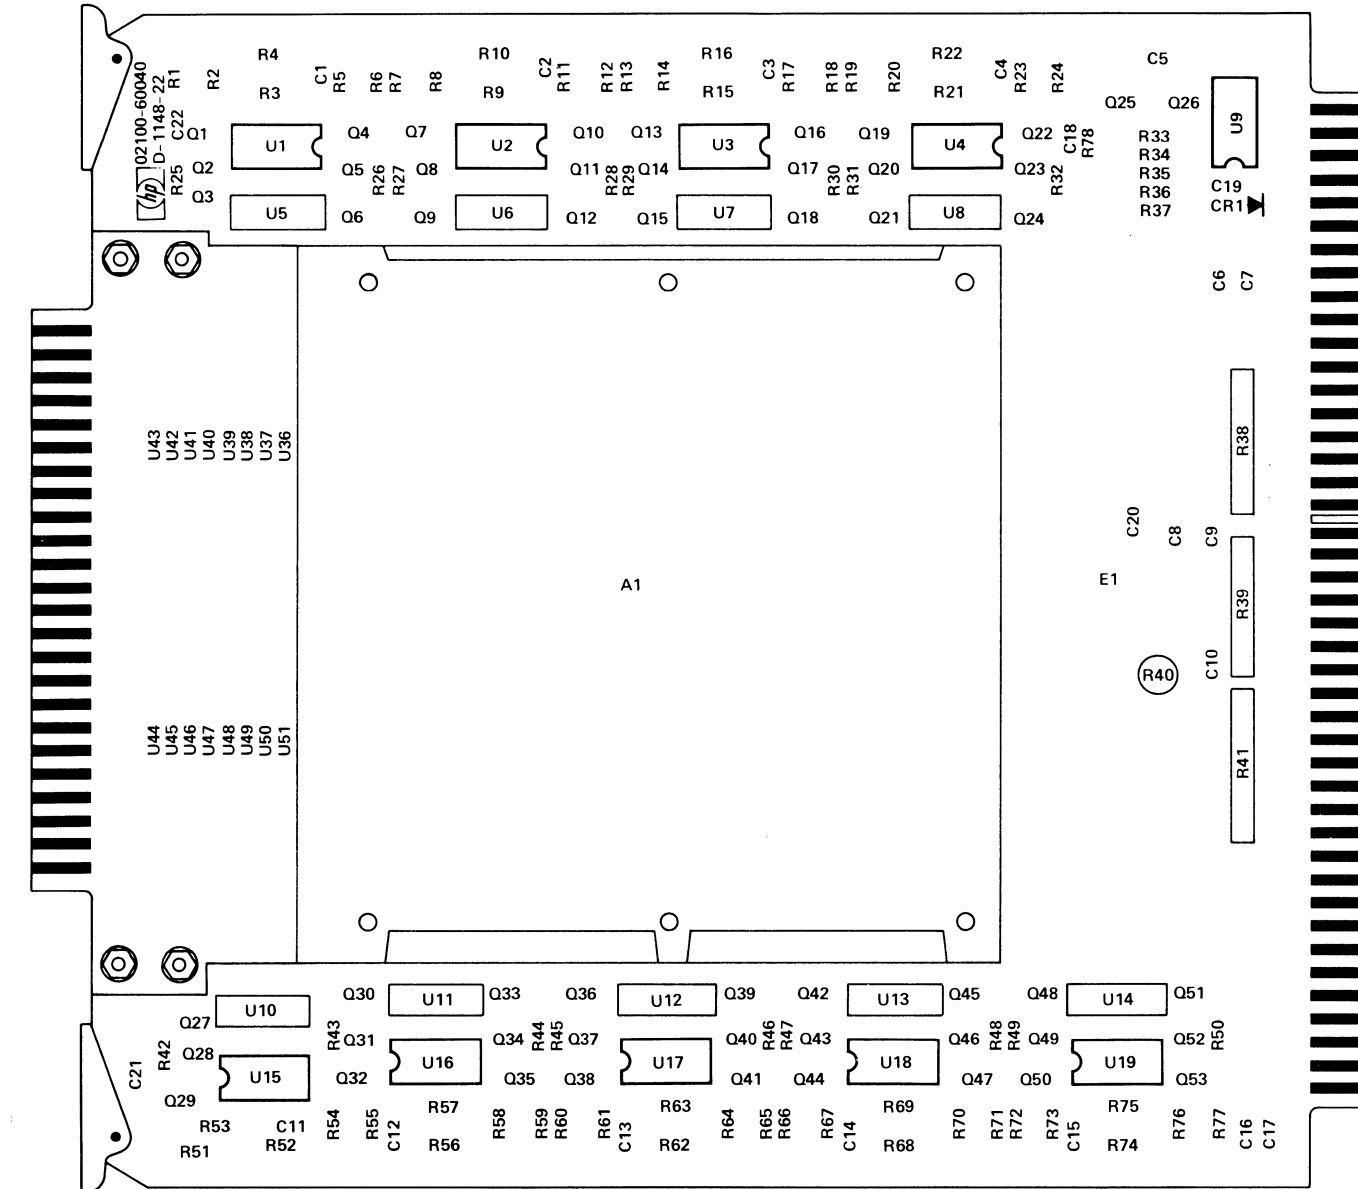 R4 R10 R16 R22 C5
02100-60040 R1 R2 C1 R5 R6 R7 R8 C2 R11 R12 R13 R14 C3 R17 R18 R19 R20 C4 R23 R24
D-1148-22
R3 R9 R15 R21
Q25 Q26 U9
C22 Q1 U1 Q4 Q7 U2 Q10 Q13 U3 Q16 Q19 U4 Q22 C18 R78 R33
R34
hp R25 Q2 Q5 R26 R27 Q8 Q11 R28 R29 Q14 Q17 R30 R31 Q20 Q23 R32 R35
Q3 R36 C19
U5 Q6 Q9 U6 Q12 Q15 U7 Q18 Q21 U8 Q24 R37 CR1
C6 C7
U43 U42 U41 U40 U39 U38 U37 U36 R38
C20 C8 C9
A1 E1 R39
R40 C10
U44 U45 U46 U47 U48 U49 U50 U51 R41
Q30 U11 Q33 Q36 U12 Q39 Q42 U13 Q45 Q48 U14 Q51
U10
Q27 R43 Q31 Q34 R44 R45 Q37 Q40 R46 R47 Q43 Q46 R48 R49 Q49 Q52 R50
C21 R42 Q28 U16 U17 U18 U19
U15 Q32 Q35 Q38 Q41 Q44 Q47 Q50 Q53
Q29 R57 R63 R69 R75
R53 C11 R54 R55 C12 R58 R59 R60 R61 C13 R64 R65 R66 R67 C14 R70 R71 R72 R73 C15 R76 R77 C16 C17
R51 R52 R56 R62 R68 R74